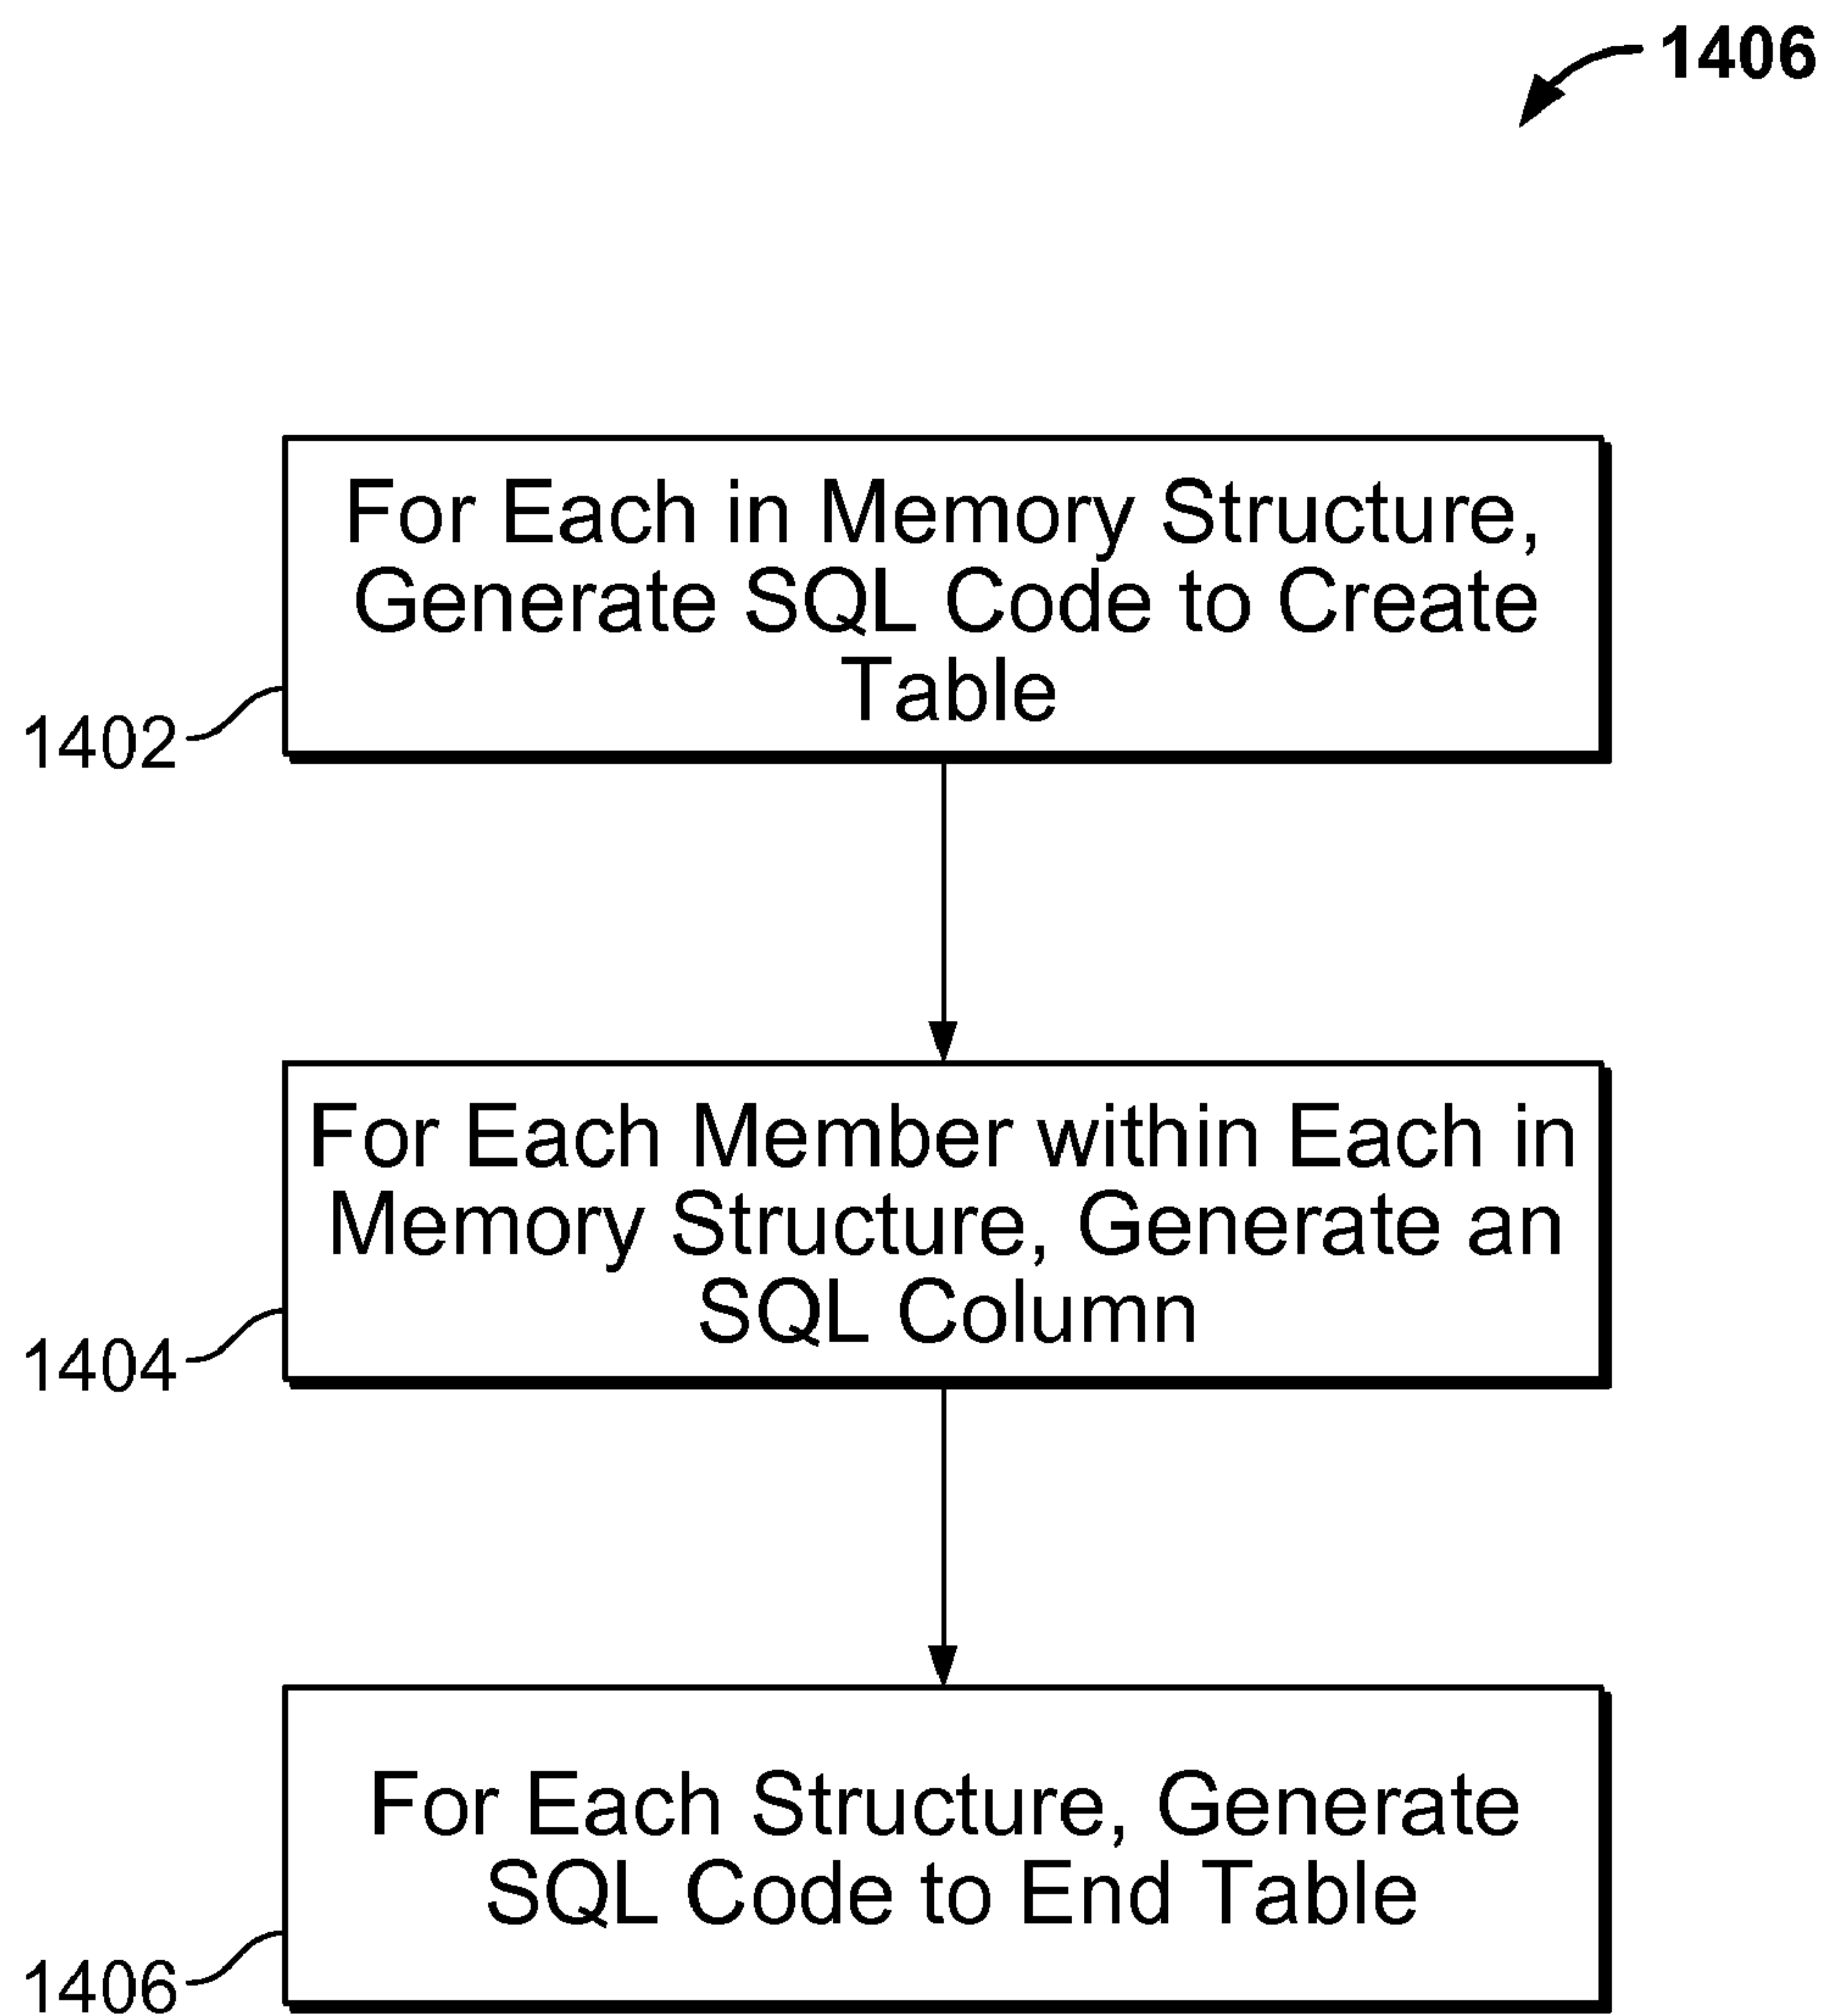 1406
For Each in Memory Structure,
Generate SQL Code to Create
Table
1402
For Each Member within Each in
Memory Structure, Generate an
SQL Column
1404
For Each Structure, Generate
SQL Code to End Table
1406